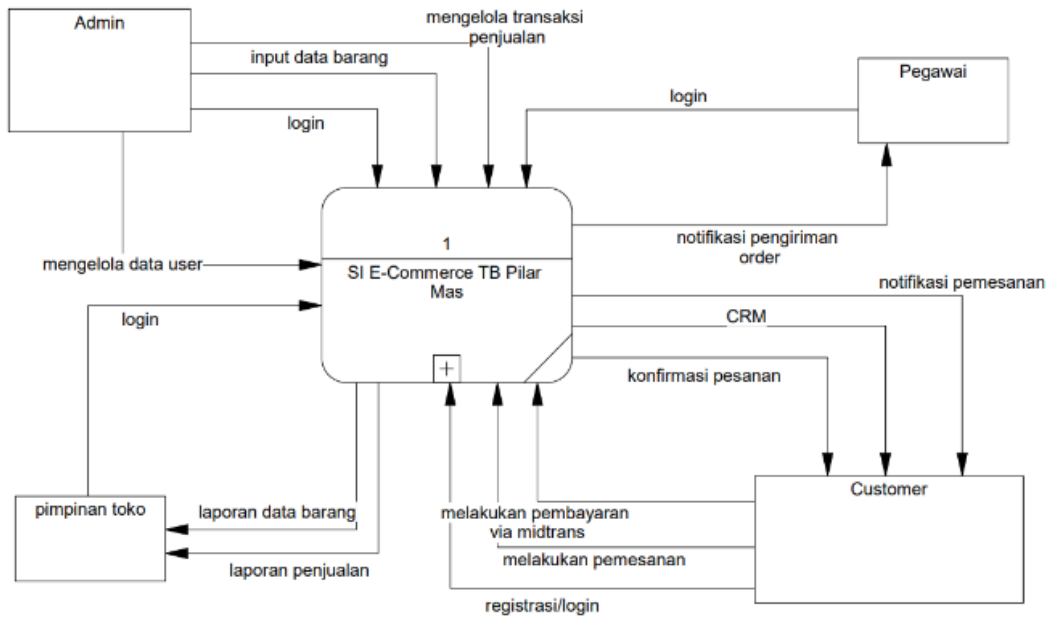 Admin
mengelola transaksi
penjualan
input data barang
login
Pegawai
login
1
SI E-Commerce TB Pilar
Mas
notifikasi pengiriman
order
mengelola data user
notifikasi pemesanan
login
CRM
konfirmasi pesanan
pimpinan toko
laporan data barang
laporan penjualan
melakukan pembayaran
via midtrans
melakukan pemesanan
registrasi/login
Customer